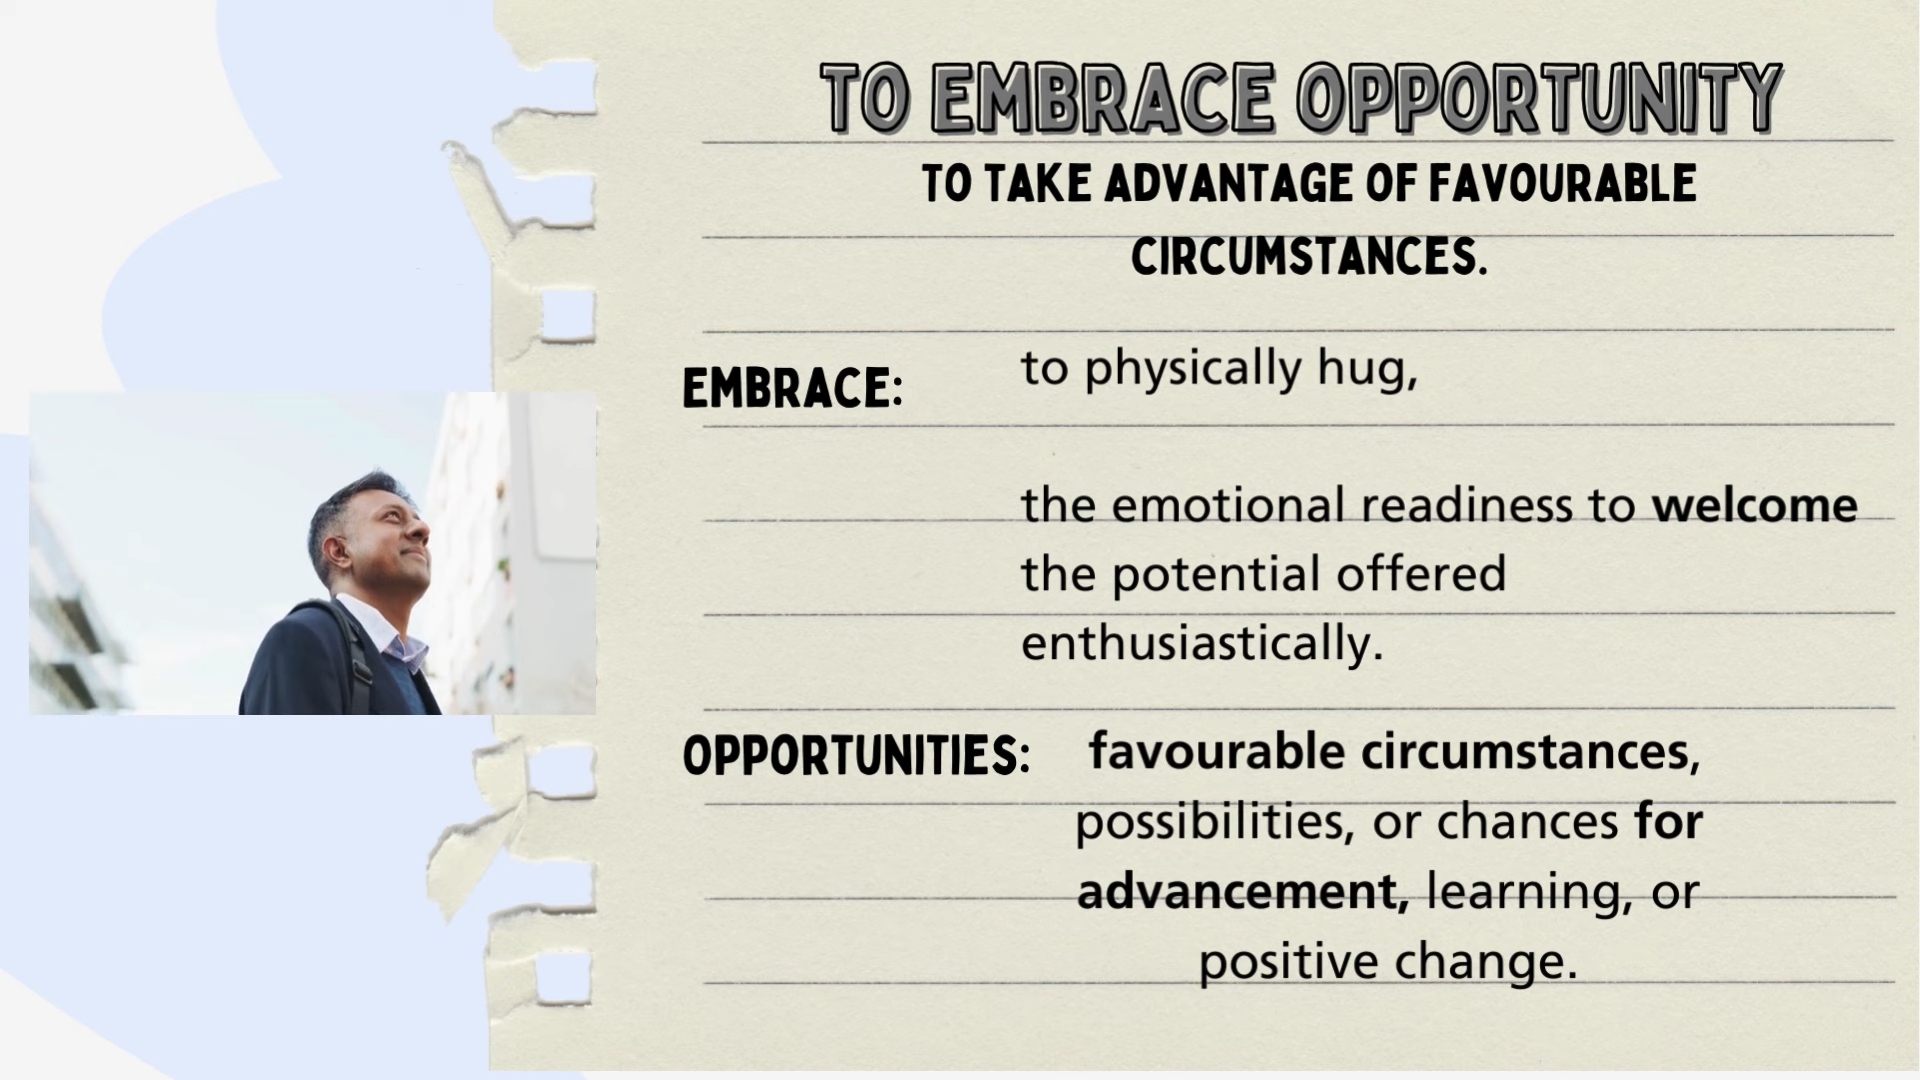 TO EMBRACE OPPORTUNITY
TO TAKE ADVANTAGE OF FAVOURABLE
CIRCUMSTANCES.
EMBRACE:
to physically hug,
the emotional readiness to welcome
the potential offered
enthusiastically.
OPPORTUNITIES:
favourable circumstances,
possibilities, or chances for
advancement, learning, or
positive change.